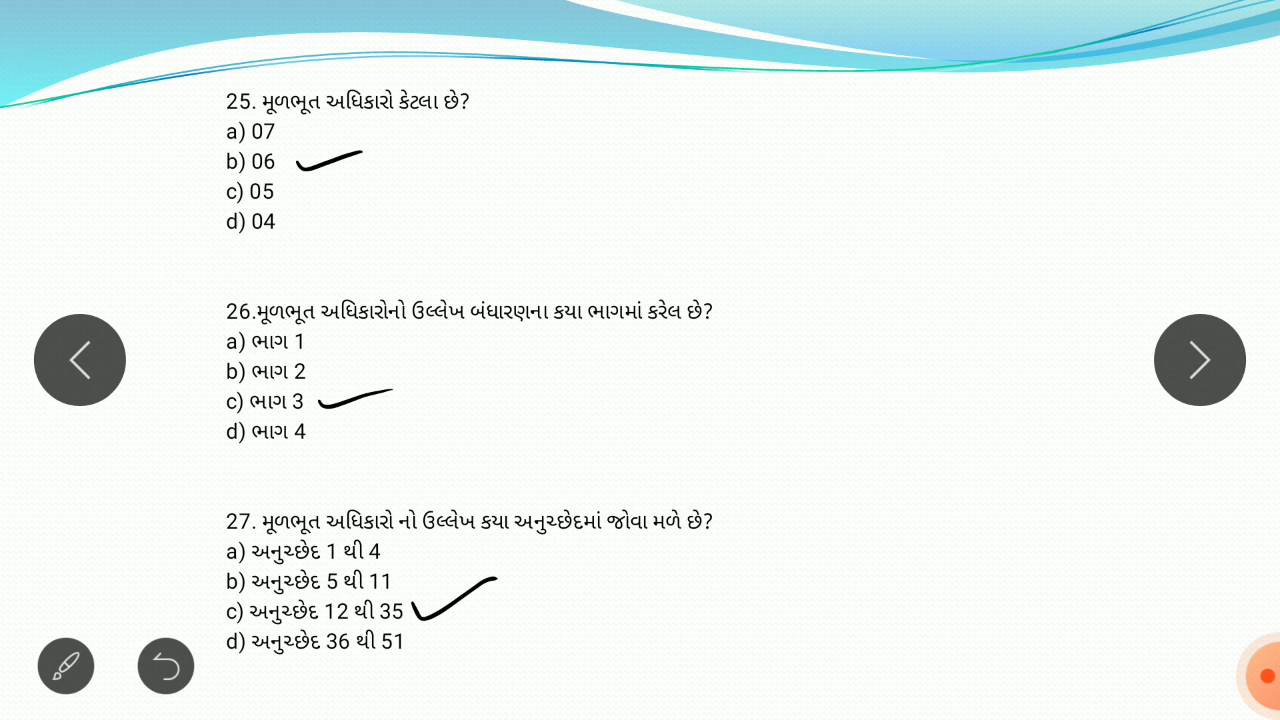 25. મૂળભૂત અધિકારો કેટલા છે?
a) 07
b) 06
c) 05
d) 04
26.મૂળભૂત અધિકારોનો ઉલ્લેખ બંધારણના કયા ભાગમાં કરેલ છે?
a) ભાગ 1
b) ભાગ 2
c) ભાગ 3
d) ભાગ 4
27. મૂળભૂત અધિકારો નો ઉલ્લેખ કયા અનુચ્છેદમાં જોવા મળે છે?
a) અનુચ્છેદ 1 થી 4
b) અનુચ્છેદ 5 થી 11
c) અનુચ્છેદ 12 થી 35
d) અનુચ્છેદ 36 થી 51